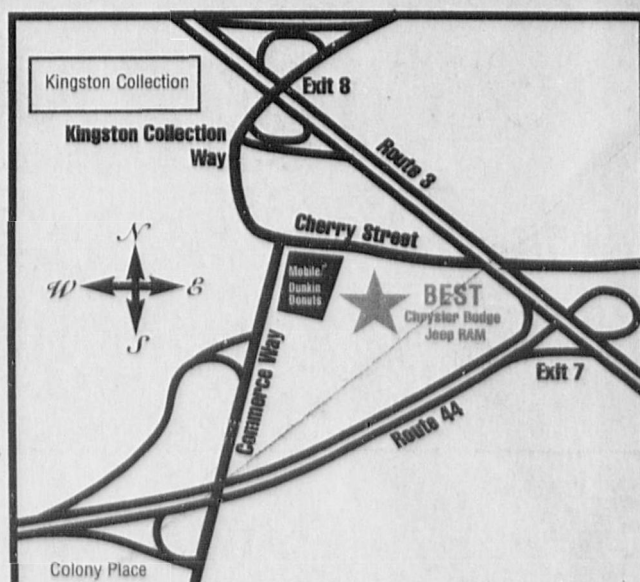 Kingston Collection
Exit 8
Kingston Collection
Way
Route 3
Cherry Street
N
W
E
S
Mobile
Dunkin
Donuts
BEST
Chrysler Dodge
Jeep RAM
Commerce Way
Exit 7
Route 44
Colony Place